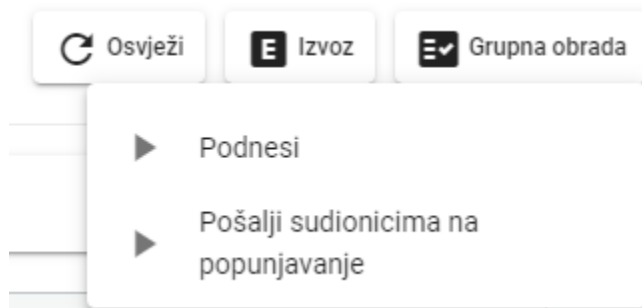 Osvježi
E Izvoz
Grupna obrada
Podnesi
Pošalji sudionicima na
popunjavanje